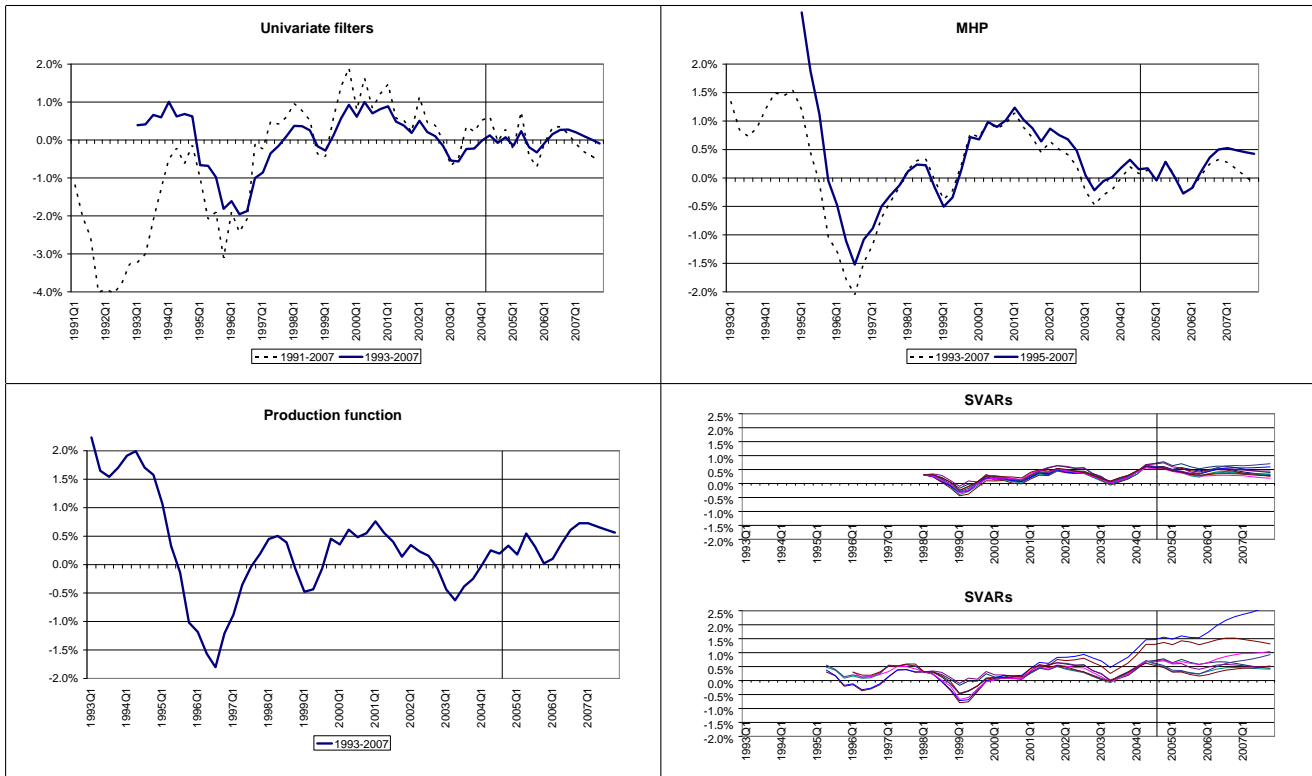 Univariate filters
2.0%
1.0%
0.0%
-1.0%
-2.0%
-3.0%
-4.0%
1991Q1
1992Q1
1993Q1
1994Q1
1995Q1
1996Q1
1997Q1
1998Q1
1999Q1
2000Q1
2001Q1
2002Q1
2003Q1
2004Q1
2005Q1
2006Q1
2007Q1
1991-2007 1993-2007
MHP
2.0%
1.5%
1.0%
0.5%
0.0%
-0.5%
-1.0%
-1.5%
-2.0%
1993Q1
1994Q1
1995Q1
1996Q1
1997Q1
1998Q1
1999Q1
2000Q1
2001Q1
2002Q1
2003Q1
2004Q1
2005Q1
2006Q1
2007Q1
1993-2007 1995-2007
Production function
2.0%
1.5%
1.0%
0.5%
0.0%
-0.5%
-1.0%
-1.5%
-2.0%
1993Q1
1994Q1
1995Q1
1996Q1
1997Q1
1998Q1
1999Q1
2000Q1
2001Q1
2002Q1
2003Q1
2004Q1
2005Q1
2006Q1
2007Q1
1993-2007
SVARs
2.5%
2.0%
1.5%
1.0%
0.5%
0.0%
-0.5%
-1.0%
-1.5%
-2.0%
1993Q1
1994Q1
1995Q1
1996Q1
1997Q1
1998Q1
1999Q1
2000Q1
2001Q1
2002Q1
2003Q1
2004Q1
2005Q1
2006Q1
2007Q1
SVARs
2.5%
2.0%
1.5%
1.0%
0.5%
0.0%
-0.5%
-1.0%
-1.5%
-2.0%
1993Q1
1994Q1
1995Q1
1996Q1
1997Q1
1998Q1
1999Q1
2000Q1
2001Q1
2002Q1
2003Q1
2004Q1
2005Q1
2006Q1
2007Q1